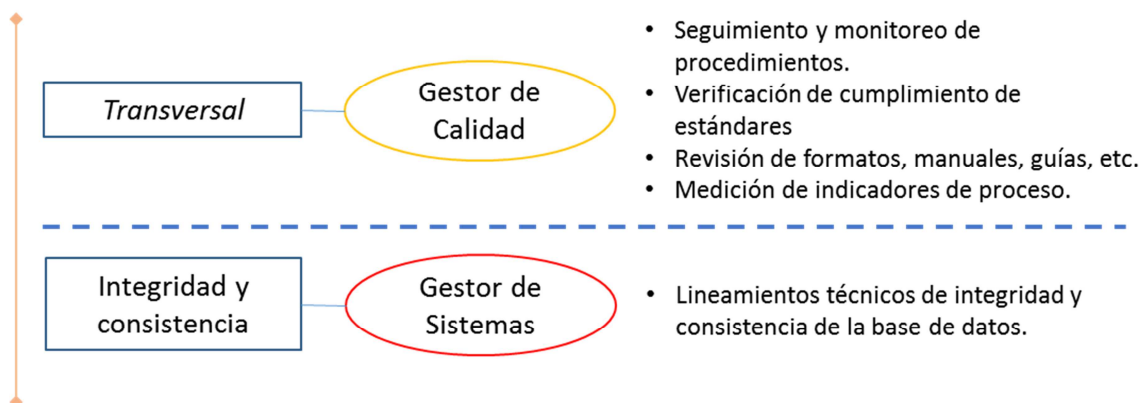 Transversal
Gestor de
Calidad
• Seguimiento y monitoreo de
procedimientos.
• Verificación de cumplimiento de
estándares
• Revisión de formatos, manuales, guías, etc.
• Medición de indicadores de proceso.
Integridad y
consistencia
Gestor de
Sistemas
• Lineamientos técnicos de integridad y
consistencia de la base de datos.